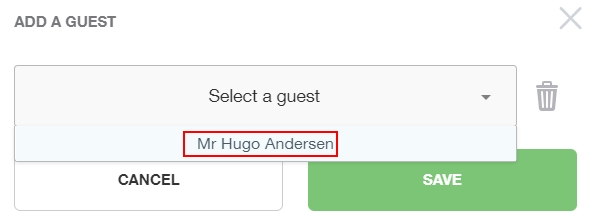 ADD A GUEST
Select a guest
Mr Hugo Andersen
CANCEL
SAVE